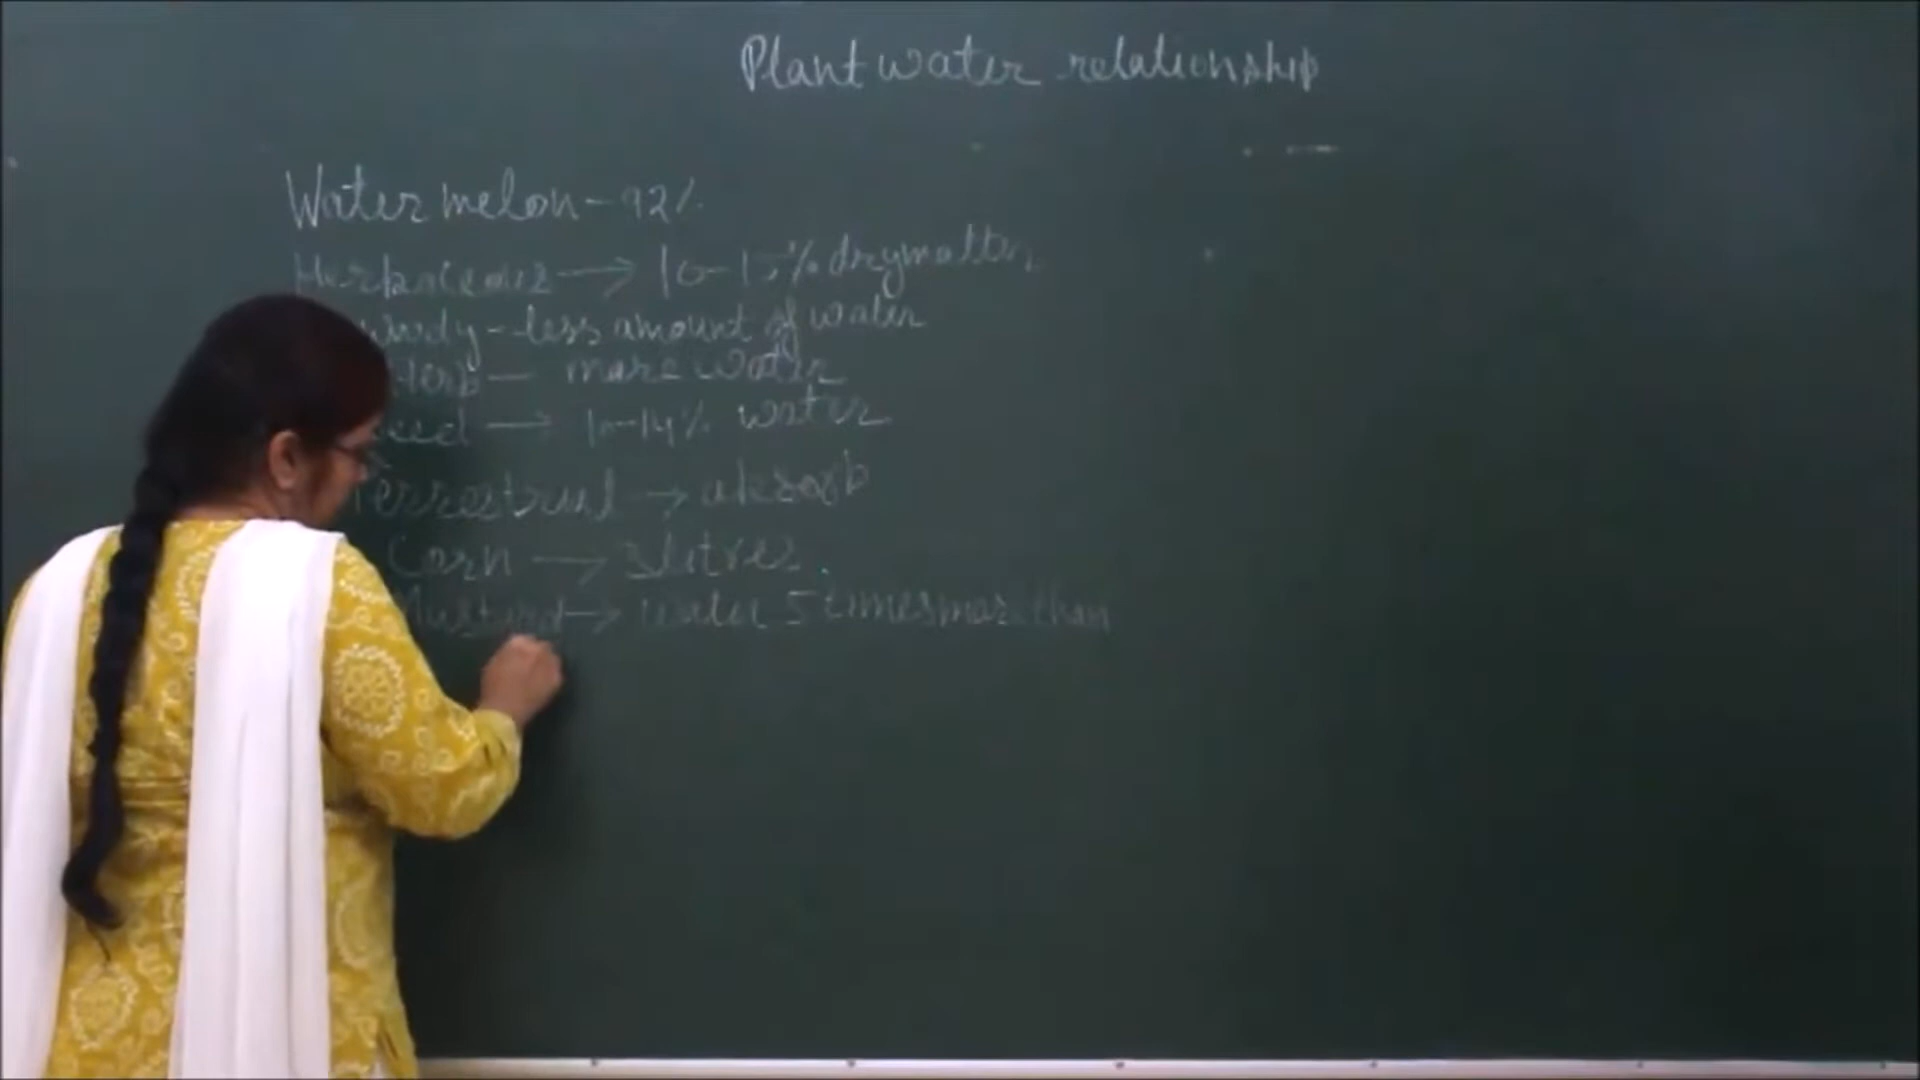 Plant water relationship
Water melon - 92%
Herbaceous → 10-15% dry matter
woody - less amount of water
Herb - more water
seed → 10-14% water
Terrestrial → absorb
Corn → 3 litres
Mustard → water 5 times more than